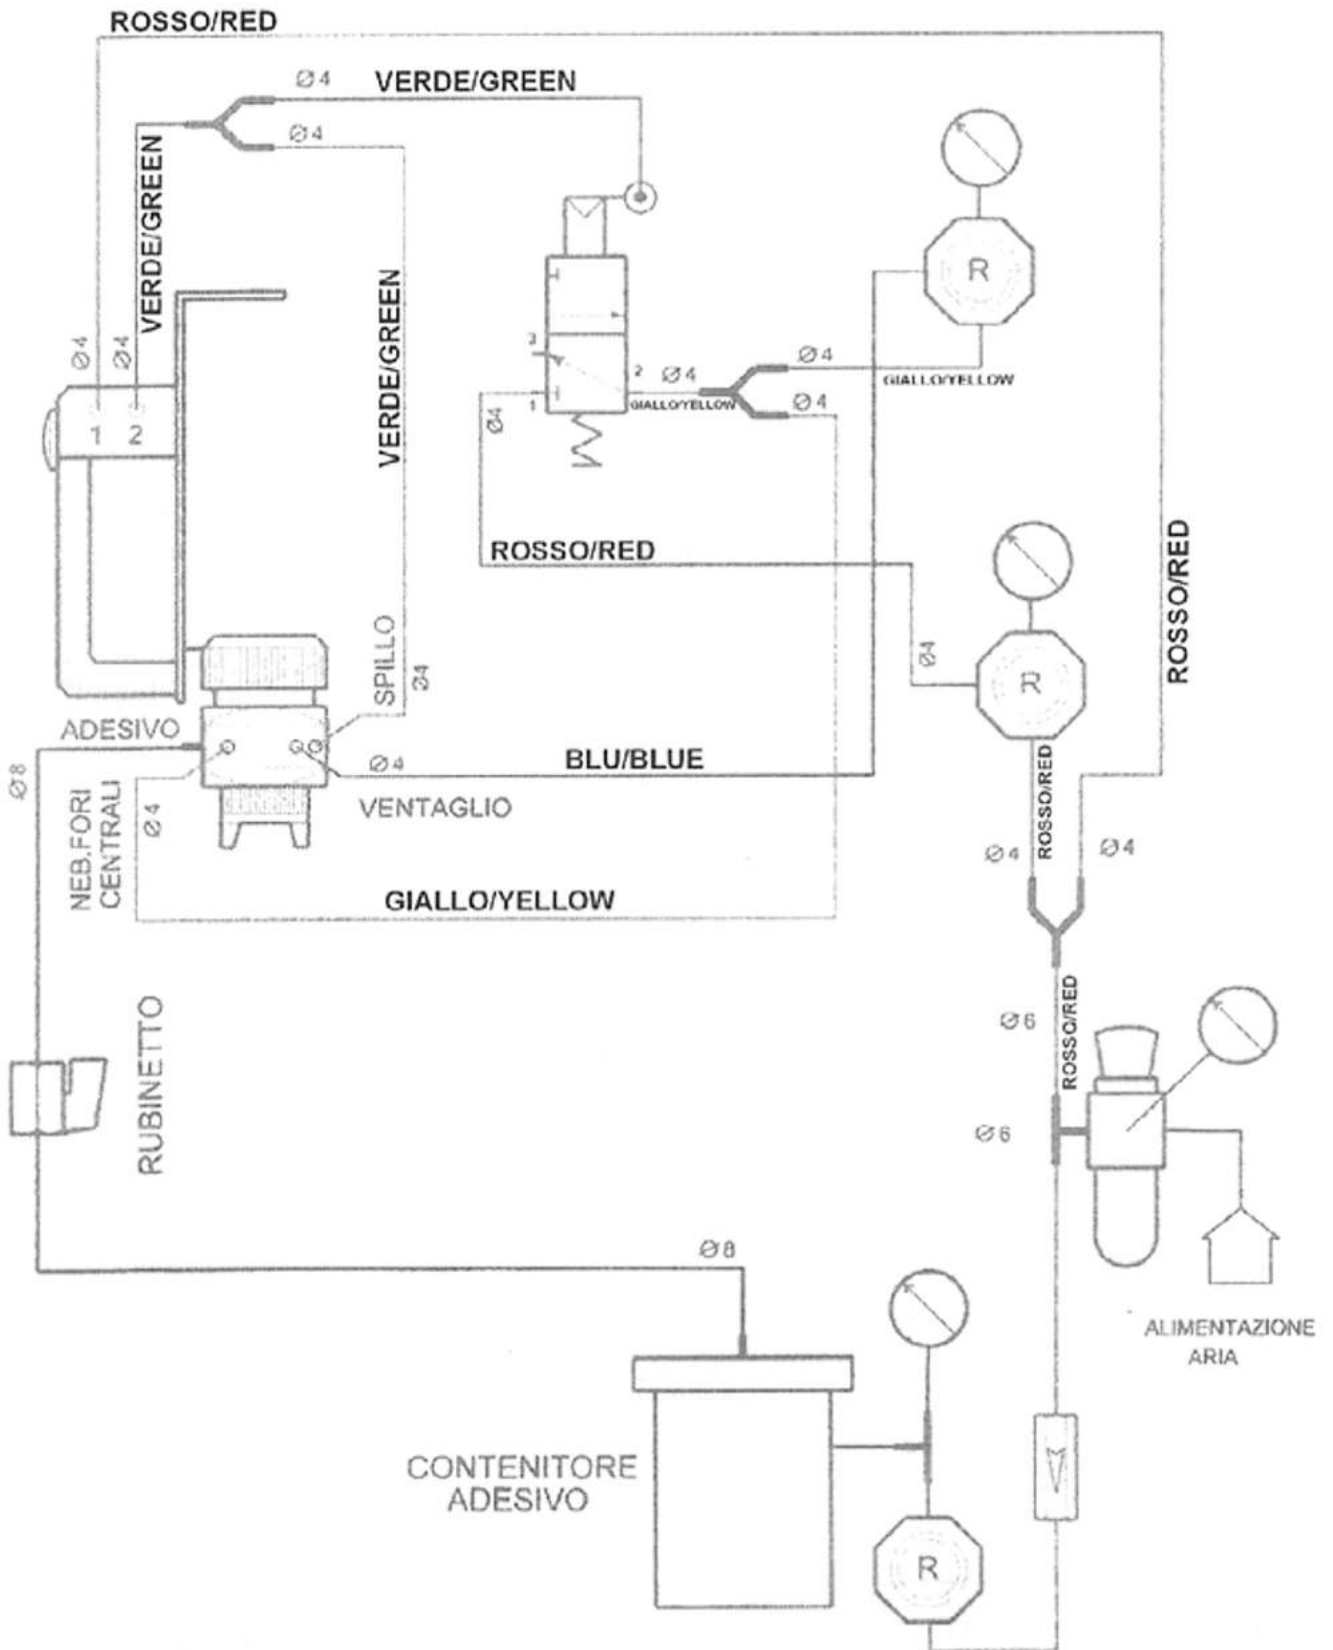 ROSSO/RED
Ø4
VERDE/GREEN
Ø4
VERDE/GREEN
R
VERDE/GREEN
Ø4
Ø4
3
2
Ø4
Ø4
GIALLO/YELLOW
GIALLO/YELLOW
1
Ø4
Ø4
1 2
ROSSO/RED
ROSSO/RED
SPILLO
Ø4
Ø4
R
ADESIVO
Ø8
Ø4
BLU/BLUE
VENTAGLIO
NEB.FORI
CENTRALI
Ø4
ROSSO/RED
Ø4
Ø4
GIALLO/YELLOW
RUBINETTO
Ø6
ROSSO/RED
Ø6
Ø8
ALIMENTAZIONE
ARIA
CONTENITORE
ADESIVO
R